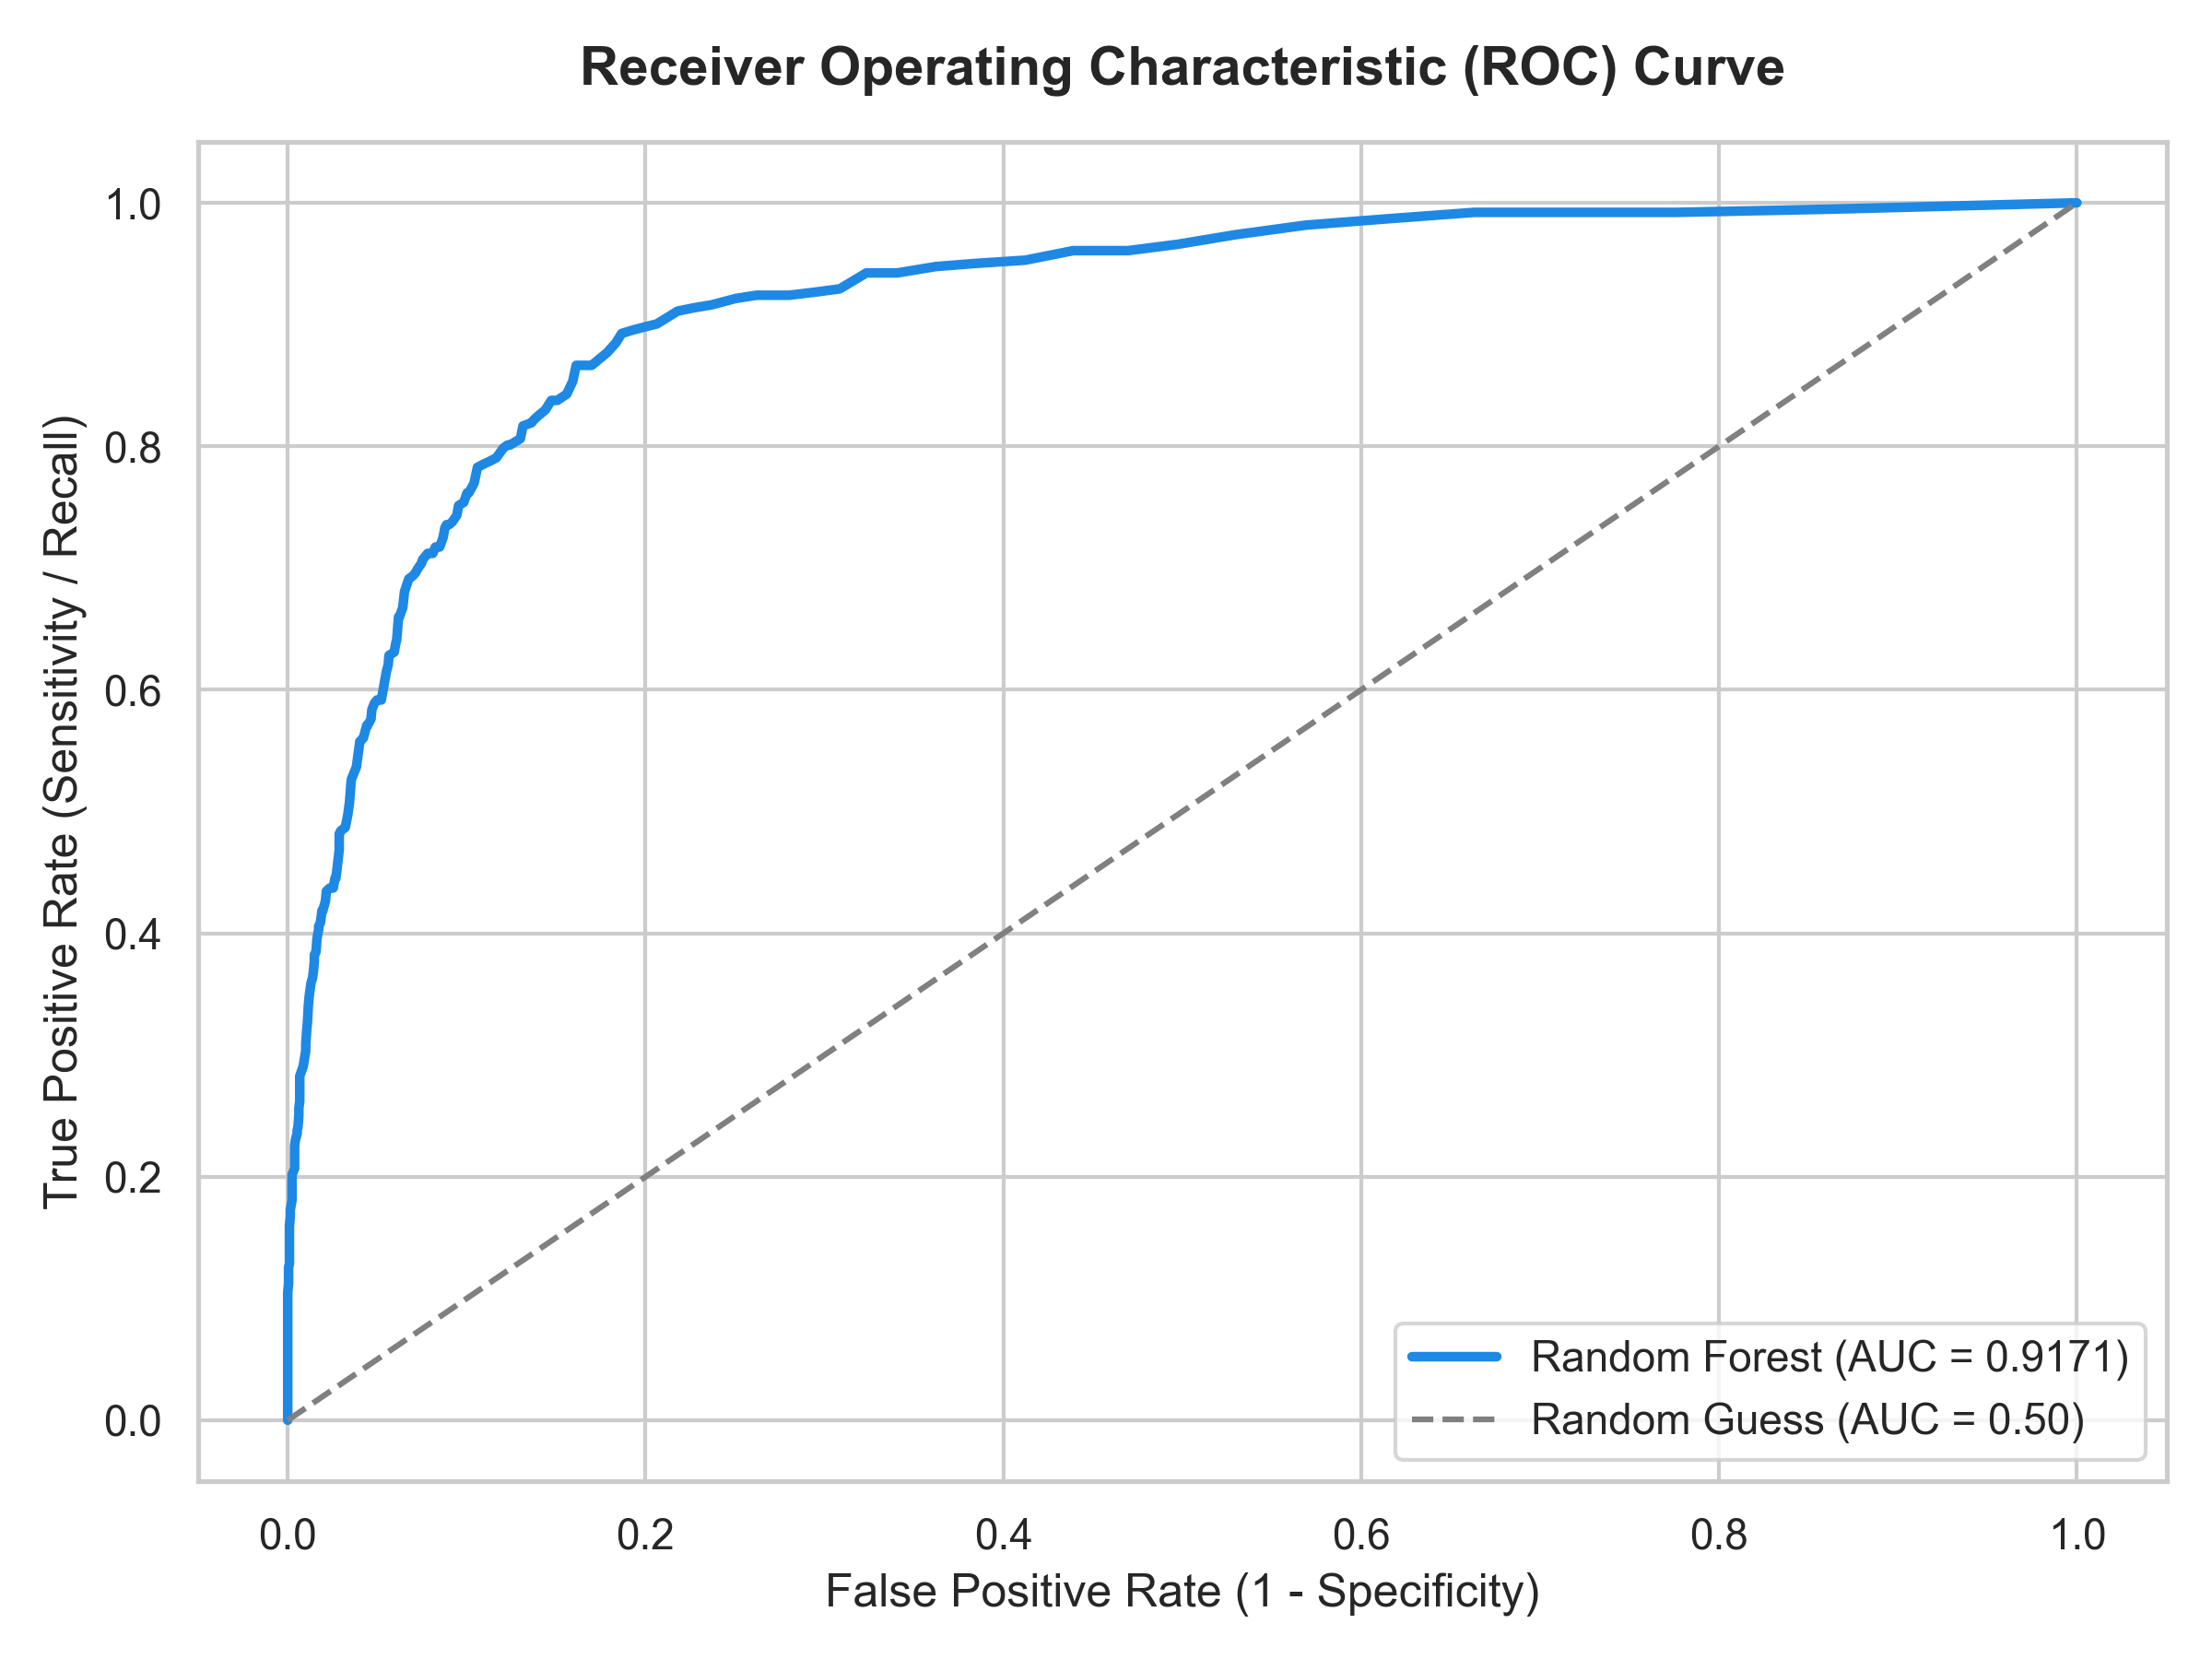 Receiver Operating Characteristic (ROC) Curve
True Positive Rate (Sensitivity / Recall)
1.0
0.8
0.6
0.4
0.2
0.0
Random Forest (AUC = 0.9171)
Random Guess (AUC = 0.50)
0.0 0.2 0.4 0.6 0.8 1.0
False Positive Rate (1 - Specificity)